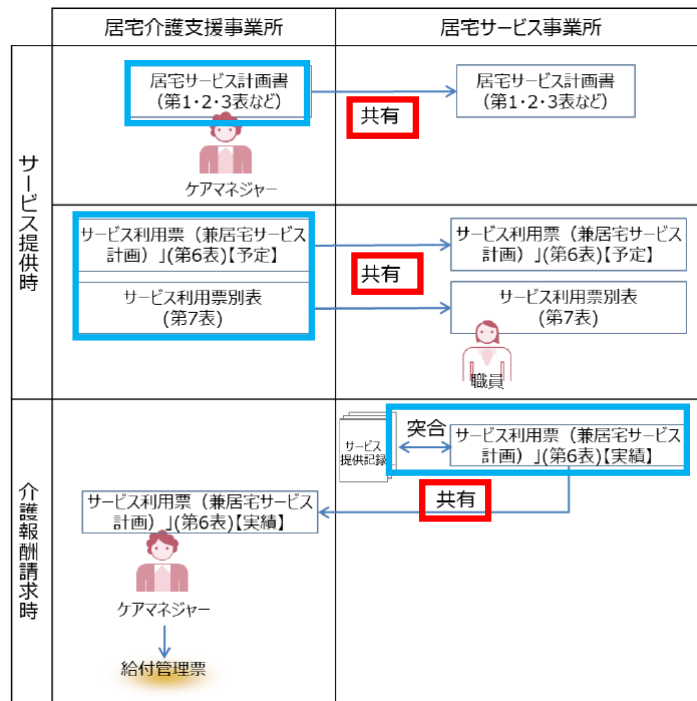 居宅介護支援事業所
居宅サービス事業所
サービス提供時
居宅サービス計画書
（第1・2・3表など）
共有
居宅サービス計画書
（第1・2・3表など）
ケアマネジャー
サービス利用票（兼居宅サービス
計画）」(第6表)【予定】
共有
サービス利用票（兼居宅サービス
計画）」(第6表)【予定】
サービス利用票別表
(第7表)
サービス利用票別表
(第7表)
職員
介護報酬請求時
サービス
提供記録
突合
サービス利用票（兼居宅サービス
計画）」(第6表)【実績】
共有
サービス利用票（兼居宅サービス
計画）」(第6表)【実績】
ケアマネジャー
給付管理票